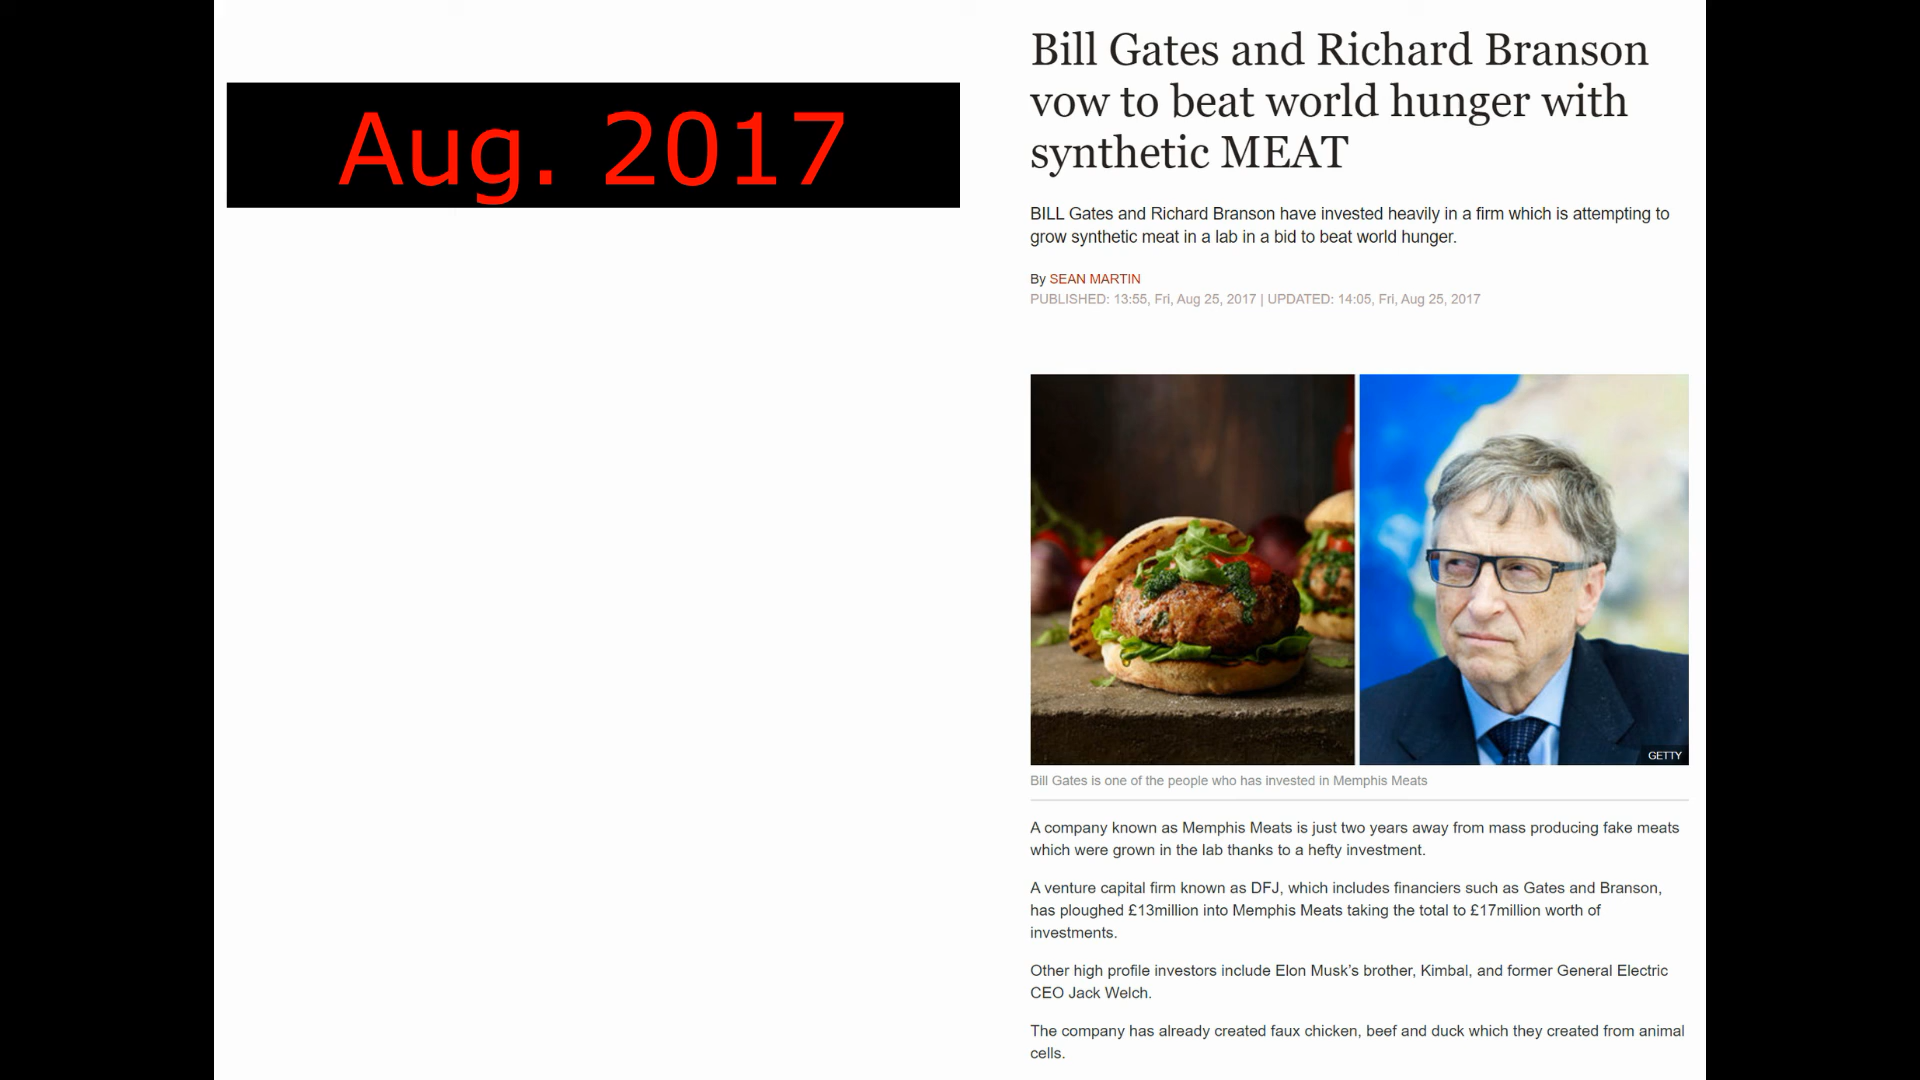 Aug. 2017
Bill Gates and Richard Branson
vow to beat world hunger with
synthetic MEAT
BILL Gates and Richard Branson have invested heavily in a firm which is attempting to
grow synthetic meat in a lab in a bid to beat world hunger.
By SEAN MARTIN
PUBLISHED: 13:55, Fri, Aug 25, 2017 | UPDATED: 14:05, Fri, Aug 25, 2017
GETTY
Bill Gates is one of the people who has invested in Memphis Meats
A company known as Memphis Meats is just two years away from mass producing fake meats
which were grown in the lab thanks to a hefty investment.
A venture capital firm known as DFJ, which includes financiers such as Gates and Branson,
has ploughed £13million into Memphis Meats taking the total to £17million worth of
investments.
Other high profile investors include Elon Musk’s brother, Kimbal, and former General Electric
CEO Jack Welch.
The company has already created faux chicken, beef and duck which they created from animal
cells.